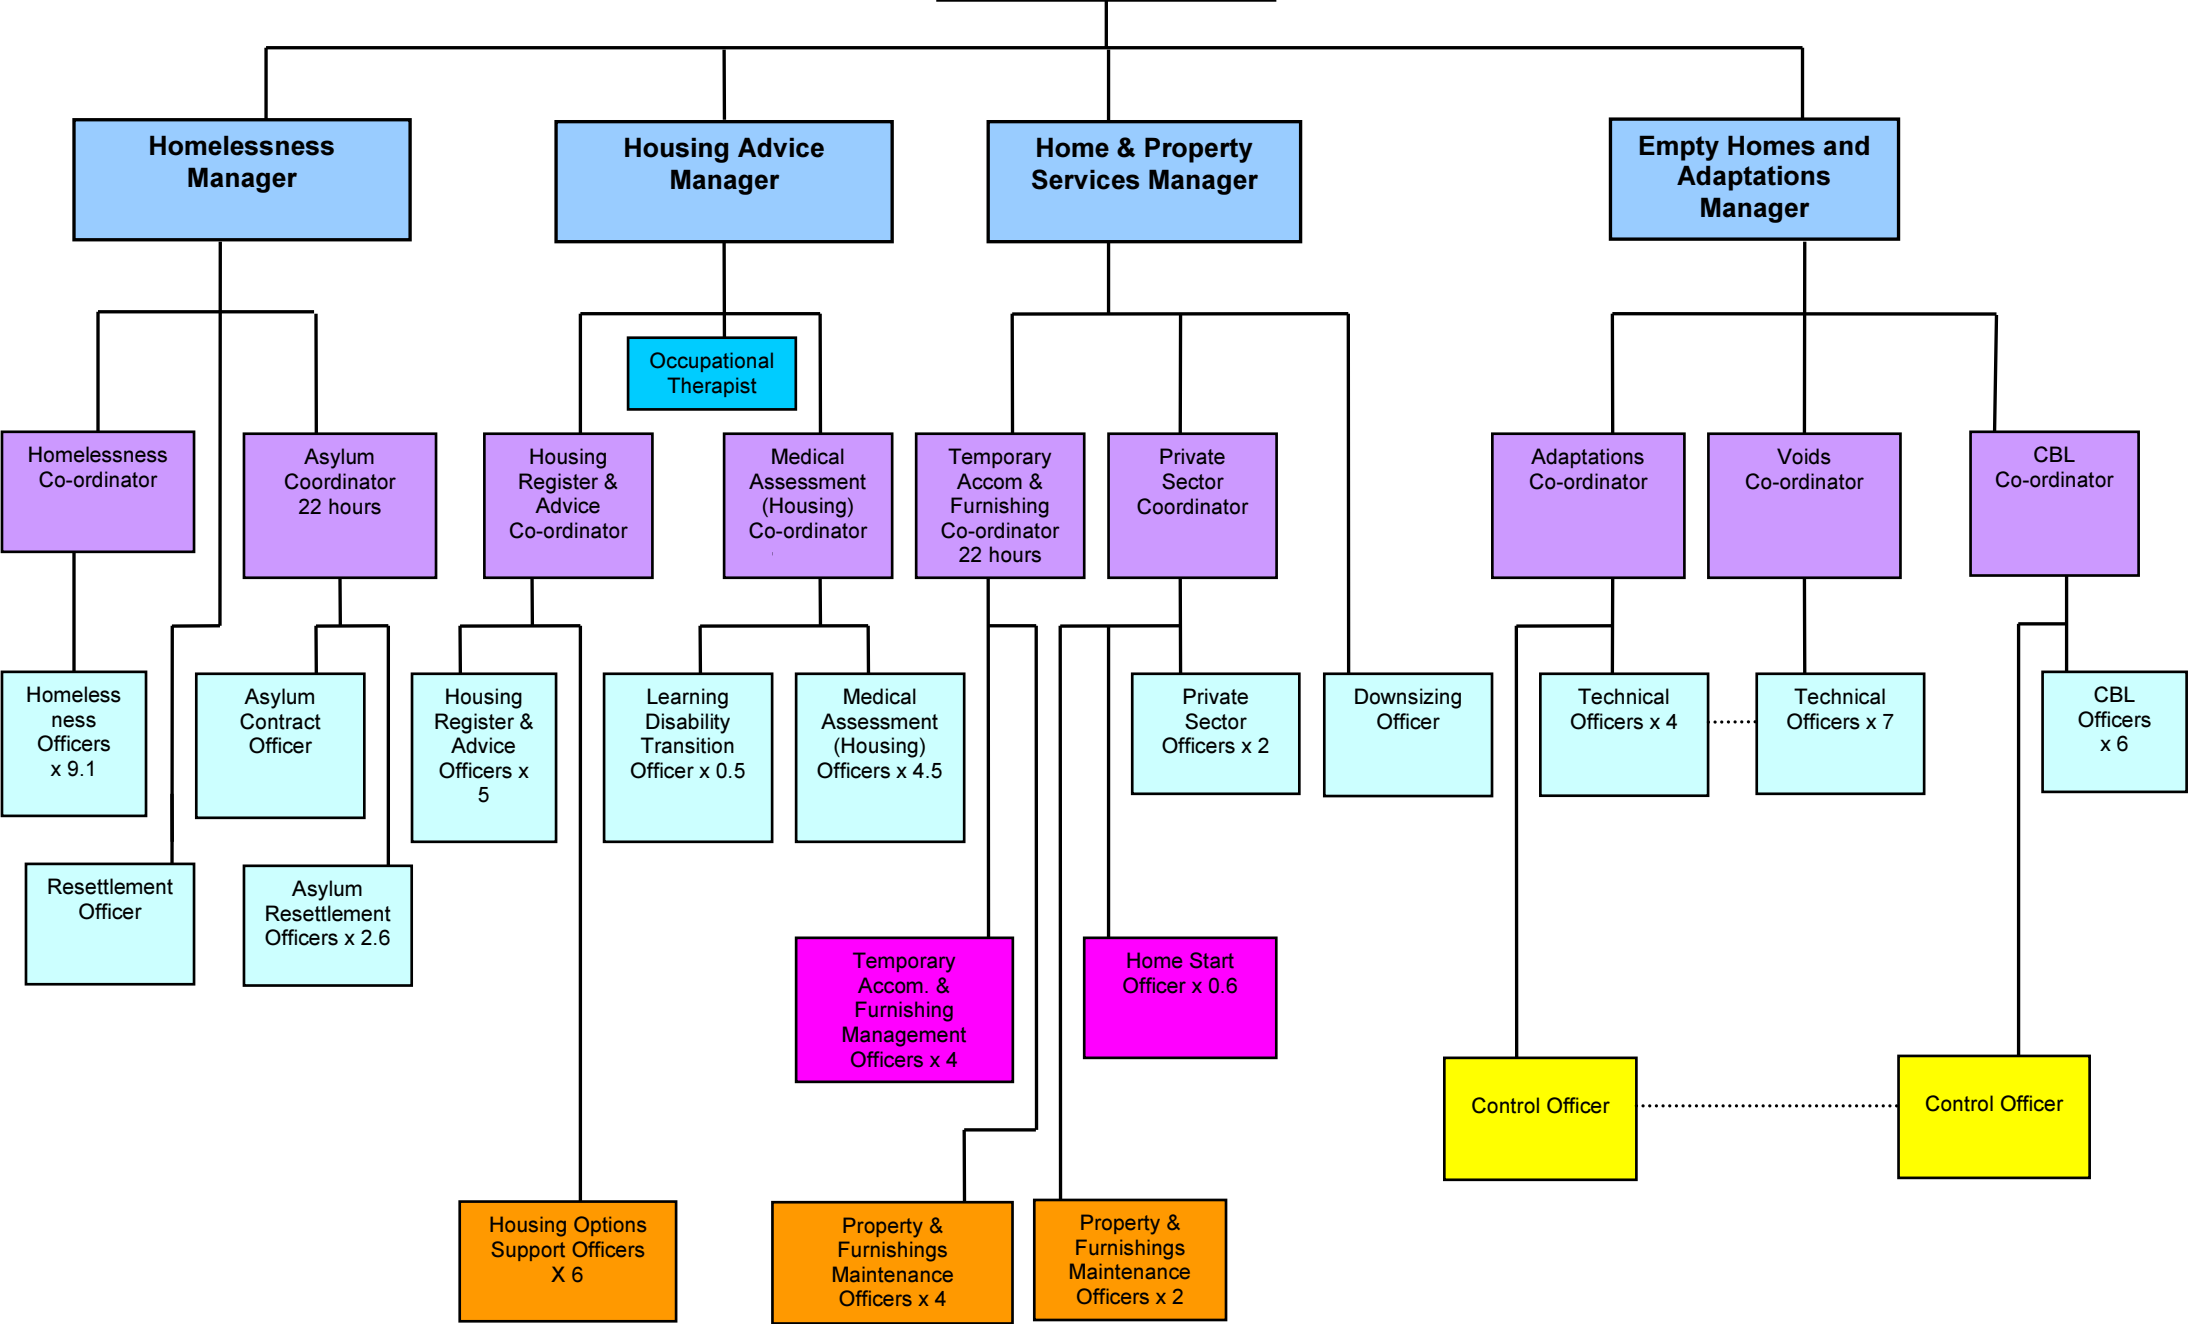 Homelessness
Manager
Housing Advice
Manager
Home & Property
Services Manager
Empty Homes and
Adaptations
Manager
Occupational
Therapist
Homelessness
Co-ordinator
Asylum
Coordinator
22 hours
Housing
Register &
Advice
Co-ordinator
Medical
Assessment
(Housing)
Co-ordinator
Temporary
Accom &
Furnishing
Co-ordinator
22 hours
Private
Sector
Coordinator
Adaptations
Co-ordinator
Voids
Co-ordinator
CBL
Co-ordinator
Homeless
ness
Officers
x 9.1
Asylum
Contract
Officer
Housing
Register &
Advice
Officers x
5
Learning
Disability
Transition
Officer x 0.5
Medical
Assessment
(Housing)
Officers x 4.5
Private
Sector
Officers x 2
Downsizing
Officer
Technical
Officers x 4
Technical
Officers x 7
CBL
Officers
x 6
Resettlement
Officer
Asylum
Resettlement
Officers x 2.6
Temporary
Accom. &
Furnishing
Management
Officers x 4
Home Start
Officer x 0.6
Control Officer
Control Officer
Housing Options
Support Officers
X 6
Property &
Furnishings
Maintenance
Officers x 4
Property &
Furnishings
Maintenance
Officers x 2